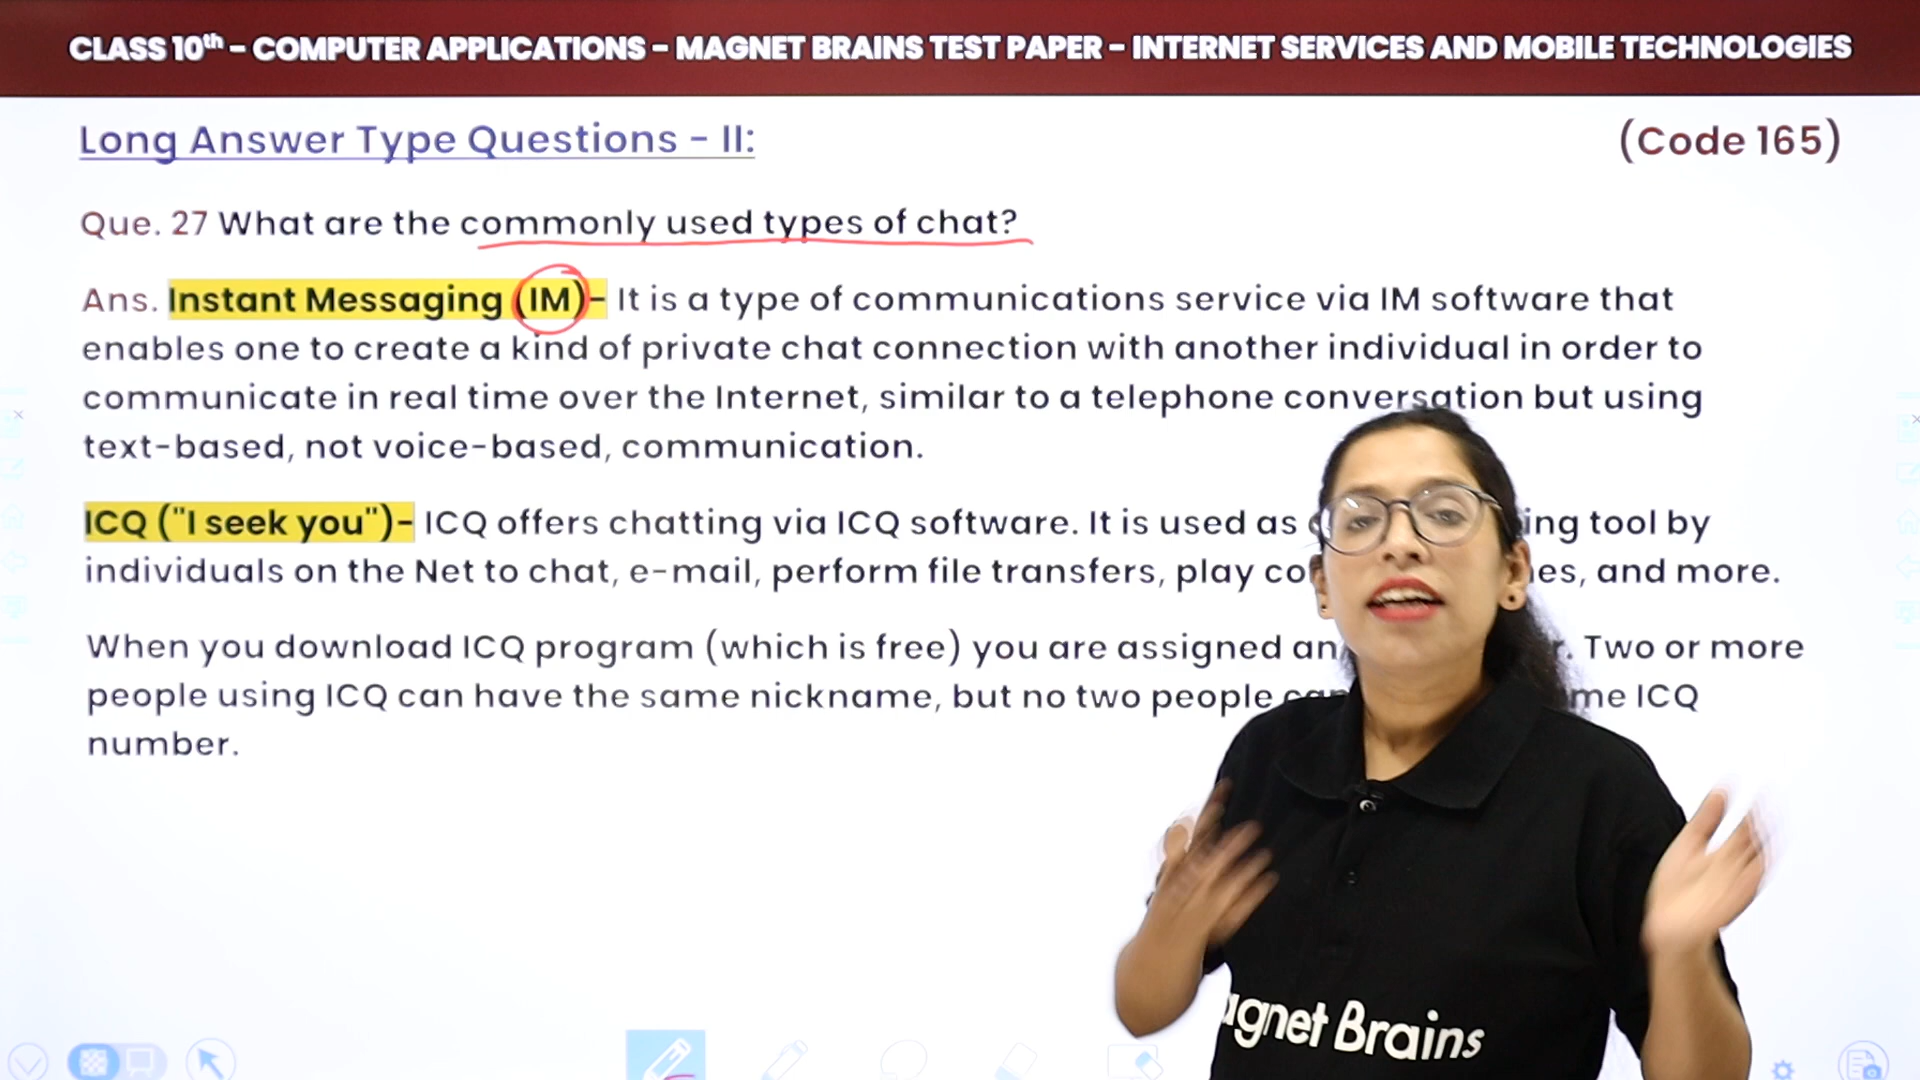 CLASS 10th - COMPUTER APPLICATIONS - MAGNET BRAINS TEST PAPER - INTERNET SERVICES AND MOBILE TECHNOLOGIES
Long Answer Type Questions - II: (Code 165)
Que. 27 What are the commonly used types of chat?
Ans. Instant Messaging (IM)- It is a type of communications service via IM software that
enables one to create a kind of private chat connection with another individual in order to
communicate in real time over the Internet, similar to a telephone conversation but using
text-based, not voice-based, communication.
ICQ ("I seek you")- ICQ offers chatting via ICQ software. It is used as ing tool by
individuals on the Net to chat, e-mail, perform file transfers, play co es, and more.
When you download ICQ program (which is free) you are assigned an r. Two or more
people using ICQ can have the same nickname, but no two people can me ICQ
number.
agnet Brains